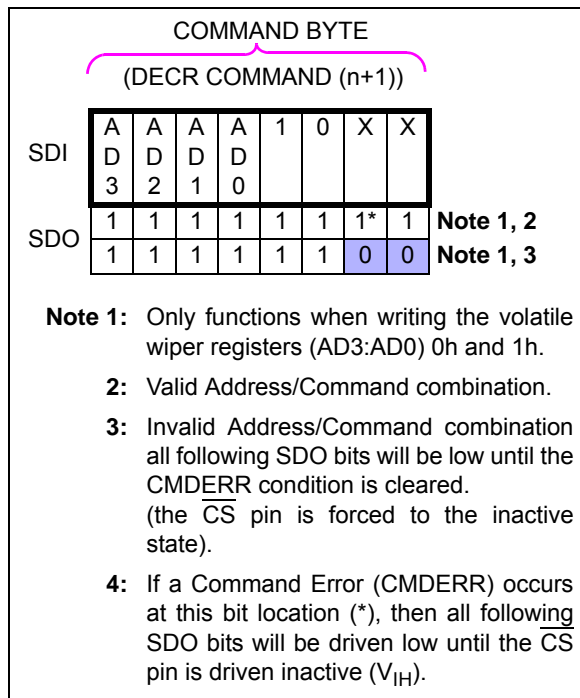 COMMAND BYTE
(DECR COMMAND (n+1))
SDI
A A A A 1 0 X X
D D D D
3 2 1 0
SDO
1 1 1 1 1 1 1* 1 Note 1, 2
1 1 1 1 1 1 0 0 Note 1, 3
Note 1: Only functions when writing the volatile
wiper registers (AD3:AD0) 0h and 1h.
2: Valid Address/Command combination.
3: Invalid Address/Command combination
all following SDO bits will be low until the
CMDERR condition is cleared.
(the CS pin is forced to the inactive
state).
4: If a Command Error (CMDERR) occurs
at this bit location (*), then all following
SDO bits will be driven low until the CS
pin is driven inactive (VIH).